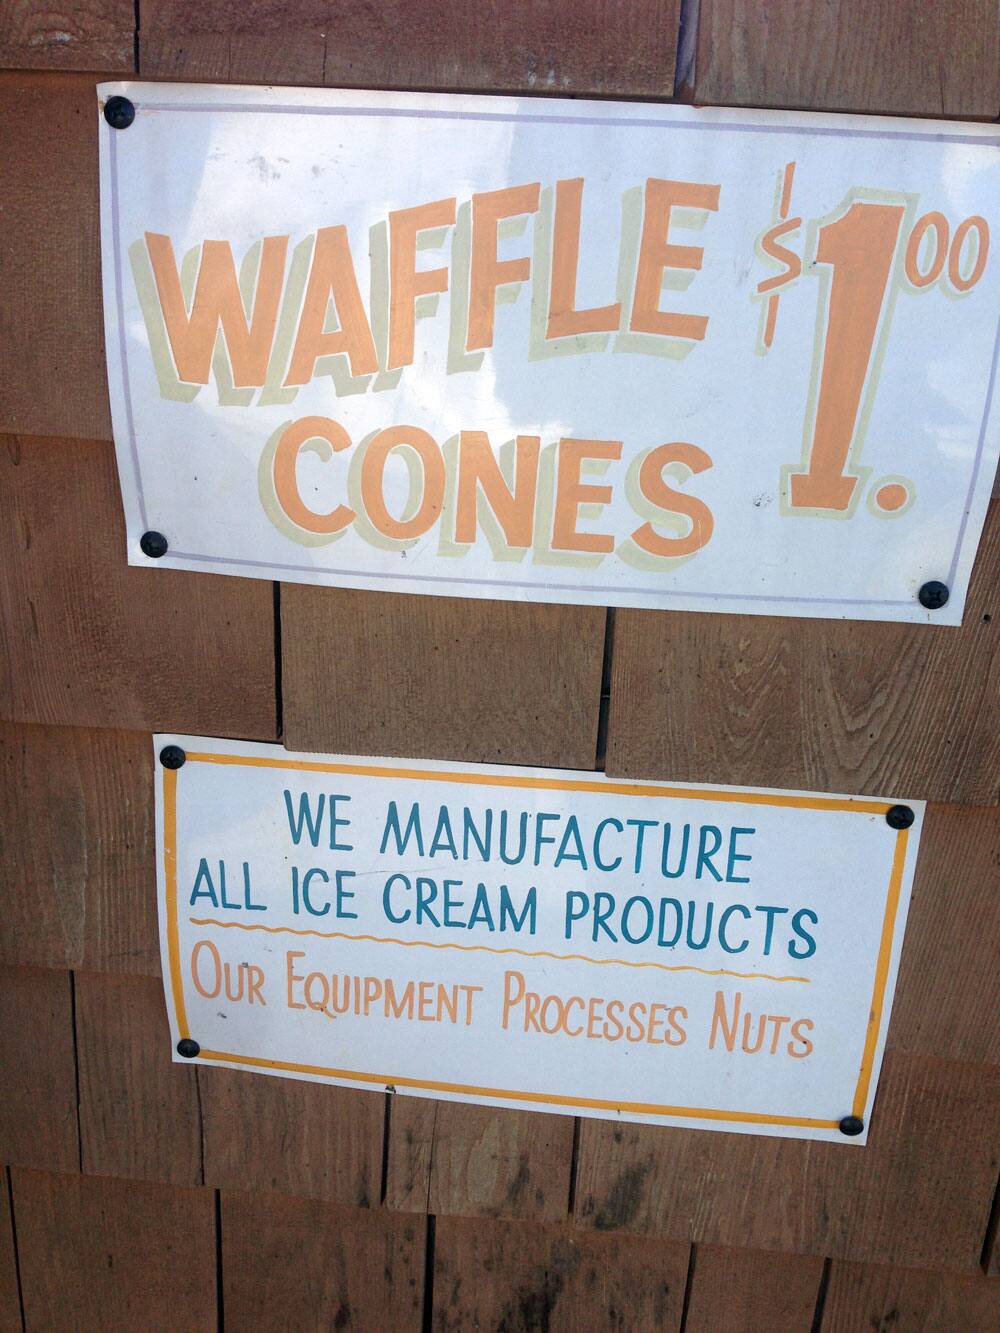 WAFFLE $1.00
CONES
WE MANUFACTURE
ALL ICE CREAM PRODUCTS
OUR EQUIPMENT PROCESSES NUTS